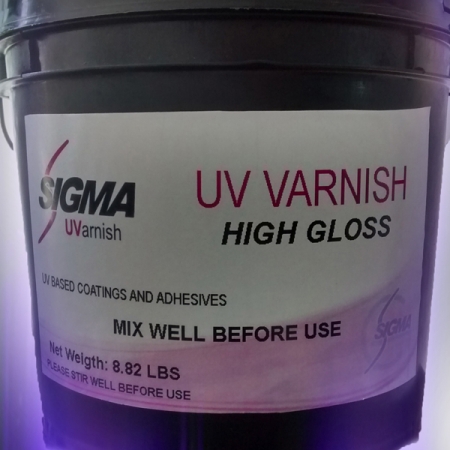 SIGMA
UVarnish
UV VARNISH
HIGH GLOSS
UV BASED COATINGS AND ADHESIVES
MIX WELL BEFORE USE
SIGMA
Net Weigth: 8.82 LBS
PLEASE STIR WELL BEFORE USE